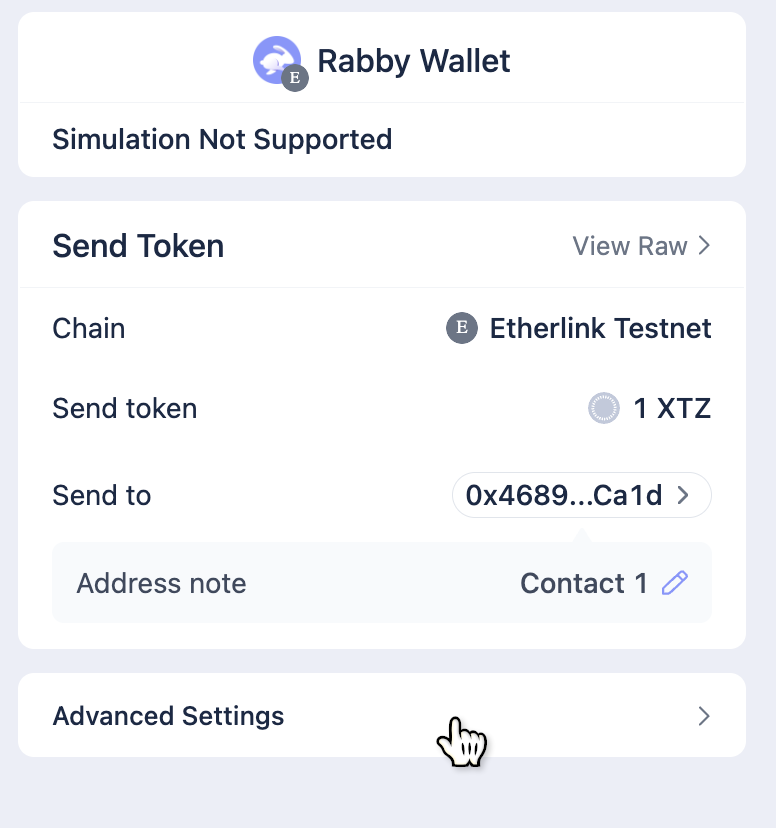 E Rabby Wallet
Simulation Not Supported
Send Token View Raw
Chain E Etherlink Testnet
Send token 1 XTZ
Send to 0x4689...Ca1d
Address note Contact 1
Advanced Settings